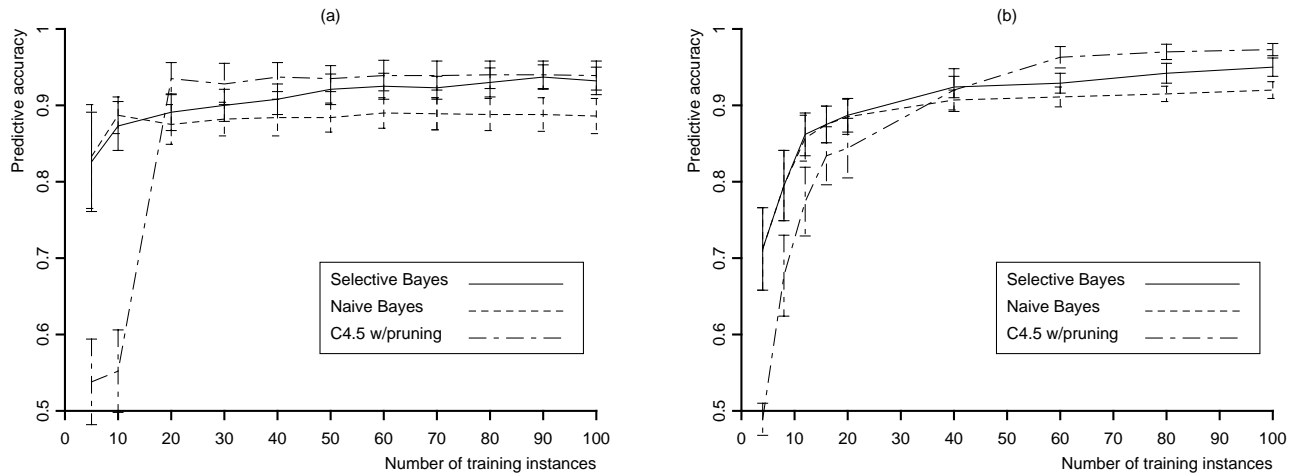 (a)
Predictive accuracy
1
0.9
0.8
0.7
0.6
0.5
Selective Bayes
Naive Bayes
C4.5 w/pruning
0 10 20 30 40 50 60 70 80 90 100
Number of training instances
(b)
Predictive accuracy
1
0.9
0.8
0.7
0.6
0.5
Selective Bayes
Naive Bayes
C4.5 w/pruning
0 10 20 30 40 50 60 70 80 90 100
Number of training instances